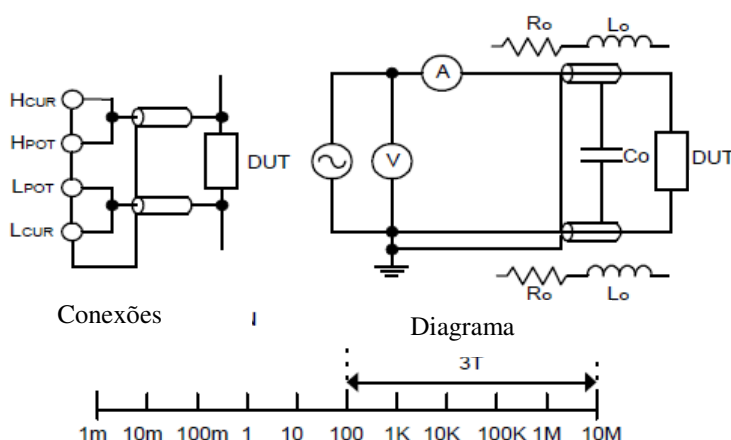 Ro Lo
HCUR
HPOT
LPOT
LCUR
DUT
A
V
Co
DUT
Ro Lo
Conexões
Diagrama
3T
1m 10m 100m 1 10 100 1K 10K 100K 1M 10M